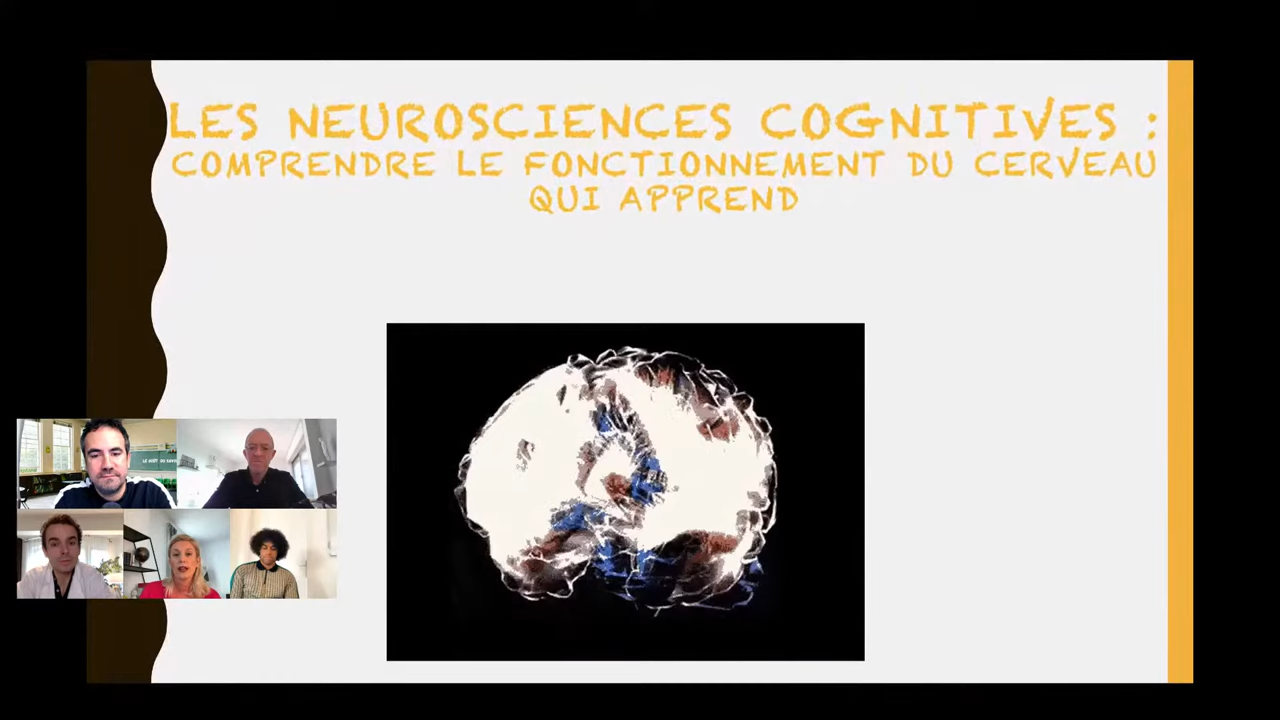 LES NEUROSCIENCES COGNITIVES :
COMPRENDRE LE FONCTIONNEMENT DU CERVEAU
QUI APPREND